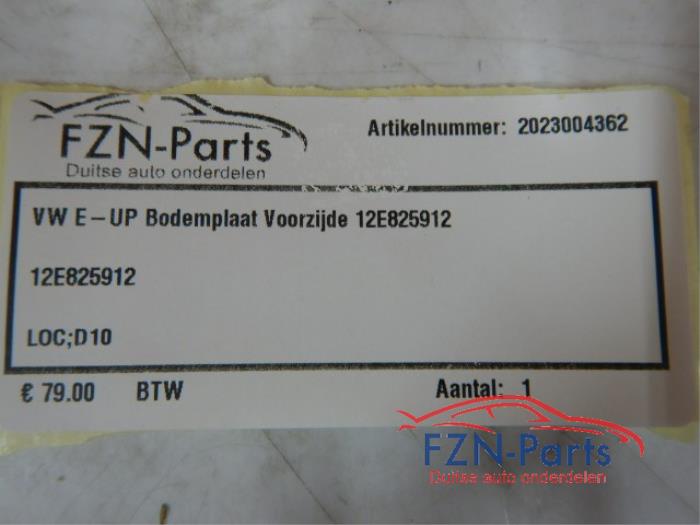 FZN-Parts
Duitse auto onderdelen
Artikelnummer: 2023004362
VW E-UP Bodemplaat Voorzijde 12E825912
12E825912
LOC;D10
€ 79.00 BTW Aantal: 1
FZN-Parts
Duitse auto onderdelen